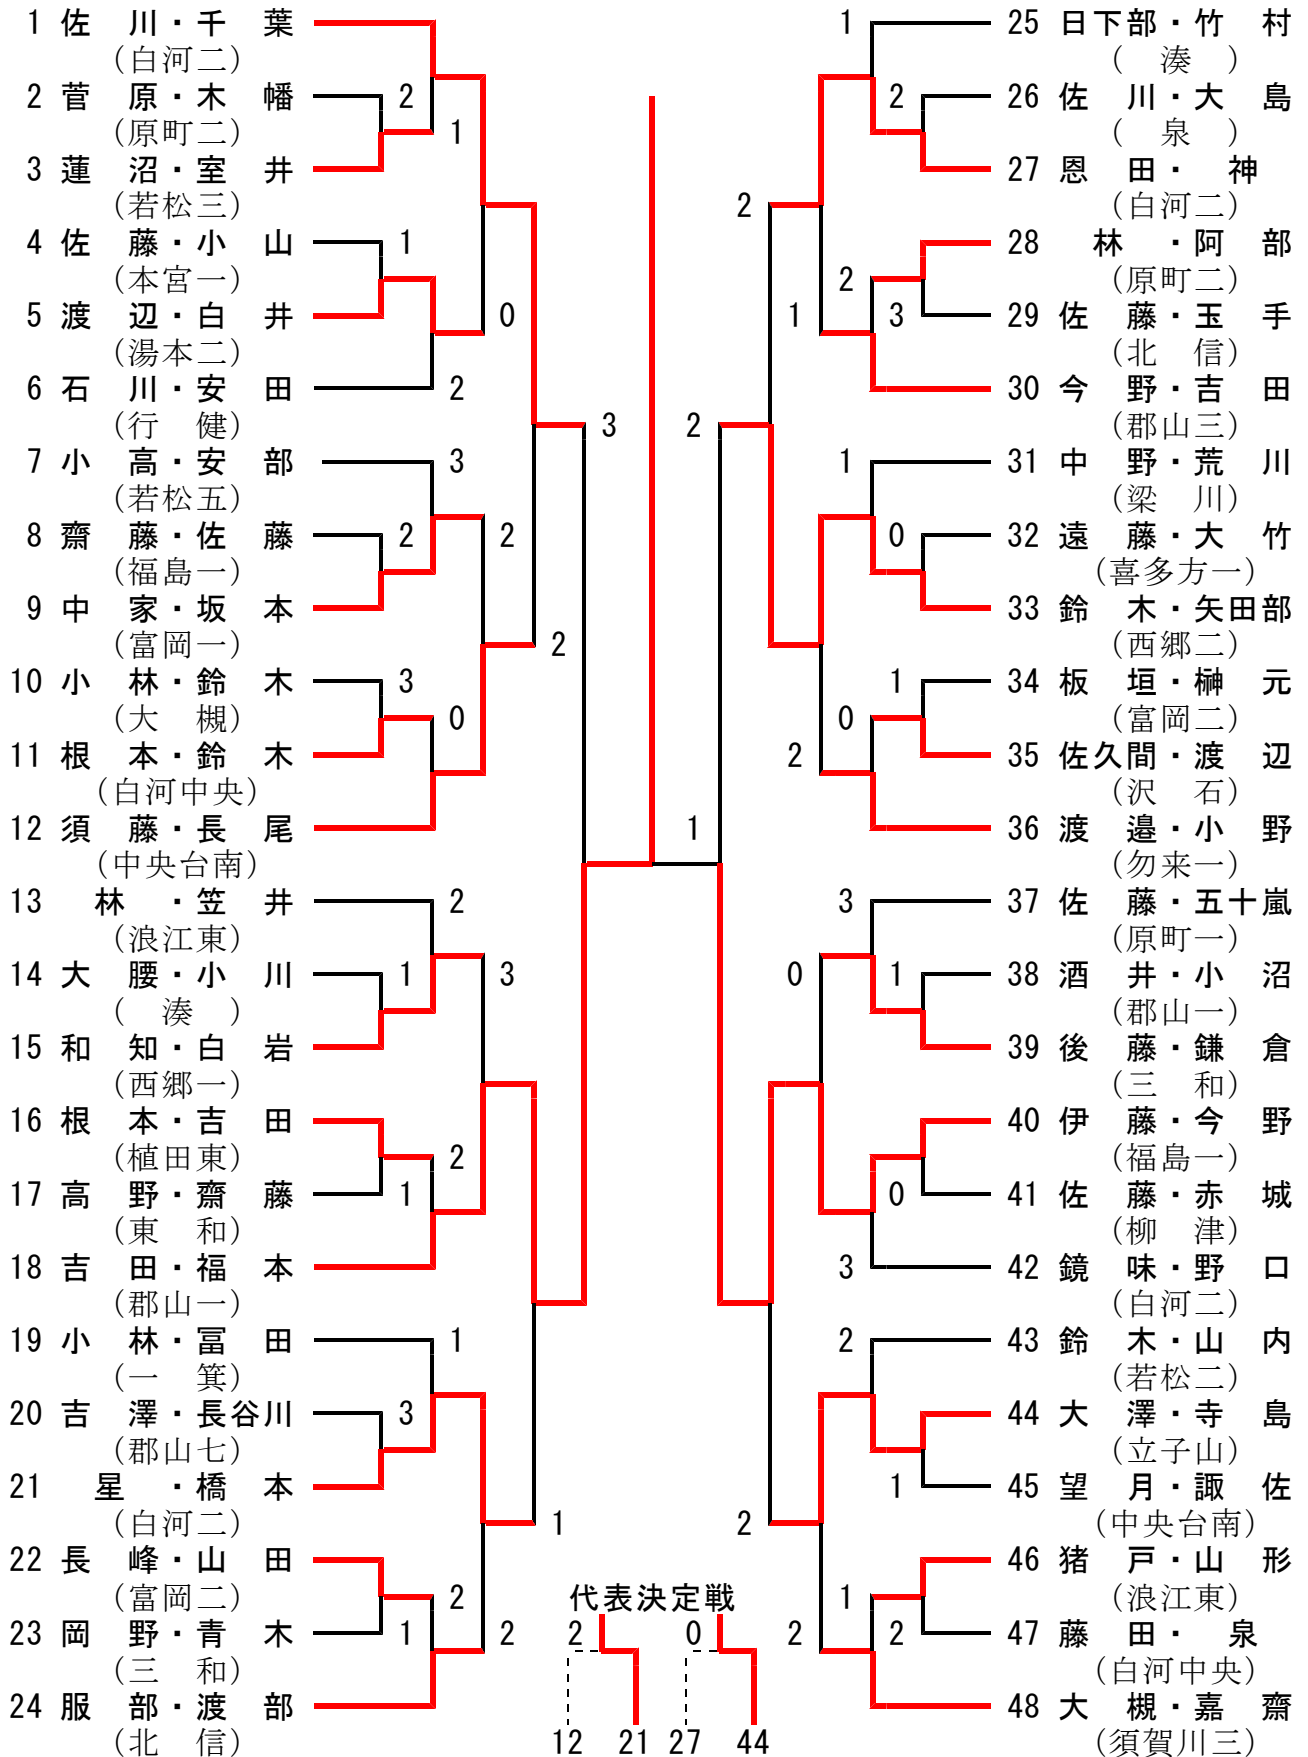 1 佐　川・千　葉
(白河二)
2 菅　原・木　幡
(原町二)
3 蓮　沼・室　井
(若松三)
4 佐　藤・小　山
(本宮一)
5 渡　辺・白　井
(湯本二)
6 石　川・安　田
(行　健)
7 小　高・安　部
(若松五)
8 齋　藤・佐　藤
(福島一)
9 中　家・坂　本
(富岡一)
10 小　林・鈴　木
(大　槻)
11 根　本・鈴　木
(白河中央)
12 須　藤・長　尾
(中央台南)
13 林　・笠　井
(浪江東)
14 大　腰・小　川
(　湊　)
15 和　知・白　岩
(西郷一)
16 根　本・吉　田
(植田東)
17 高　野・齋　藤
(東　和)
18 吉　田・福　本
(郡山一)
19 小　林・冨　田
(一　箕)
20 吉　澤・長谷川
(郡山七)
21 星　・橋　本
(白河二)
22 長　峰・山　田
(富岡二)
23 岡　野・青　木
(三　和)
24 服　部・渡　部
(北　信)
2
1
1
0
2
3
2
2
3
0
2
3
2
1
3
2
1
1
3
2
1
2
1
3
1
2
1
代表決定戦
2
0
12 21 27 44
1
2
2
2
3
1
1
0
1
0
2
2
3
1
0
0
3
2
1
1
2
2
2
25 日下部・竹　村
(　湊　)
26 佐　川・大　島
(　泉　)
27 恩　田・　神
(白河二)
28 林　・阿　部
(原町二)
29 佐　藤・玉　手
(北　信)
30 今　野・吉　田
(郡山三)
31 中　野・荒　川
(梁　川)
32 遠　藤・大　竹
(喜多方一)
33 鈴　木・矢田部
(西郷二)
34 板　垣・榊　元
(富岡二)
35 佐久間・渡　辺
(沢　石)
36 渡　邉・小　野
(勿来一)
37 佐　藤・五十嵐
(原町一)
38 酒　井・小　沼
(郡山一)
39 後　藤・鎌　倉
(三　和)
40 伊　藤・今　野
(福島一)
41 佐　藤・赤　城
(柳　津)
42 鏡　味・野　口
(白河二)
43 鈴　木・山　内
(若松二)
44 大　澤・寺　島
(立子山)
45 望　月・諏　佐
(中央台南)
46 猪　戸・山　形
(浪江東)
47 藤　田・　泉
(白河中央)
48 大　槻・嘉　齋
(須賀川三)